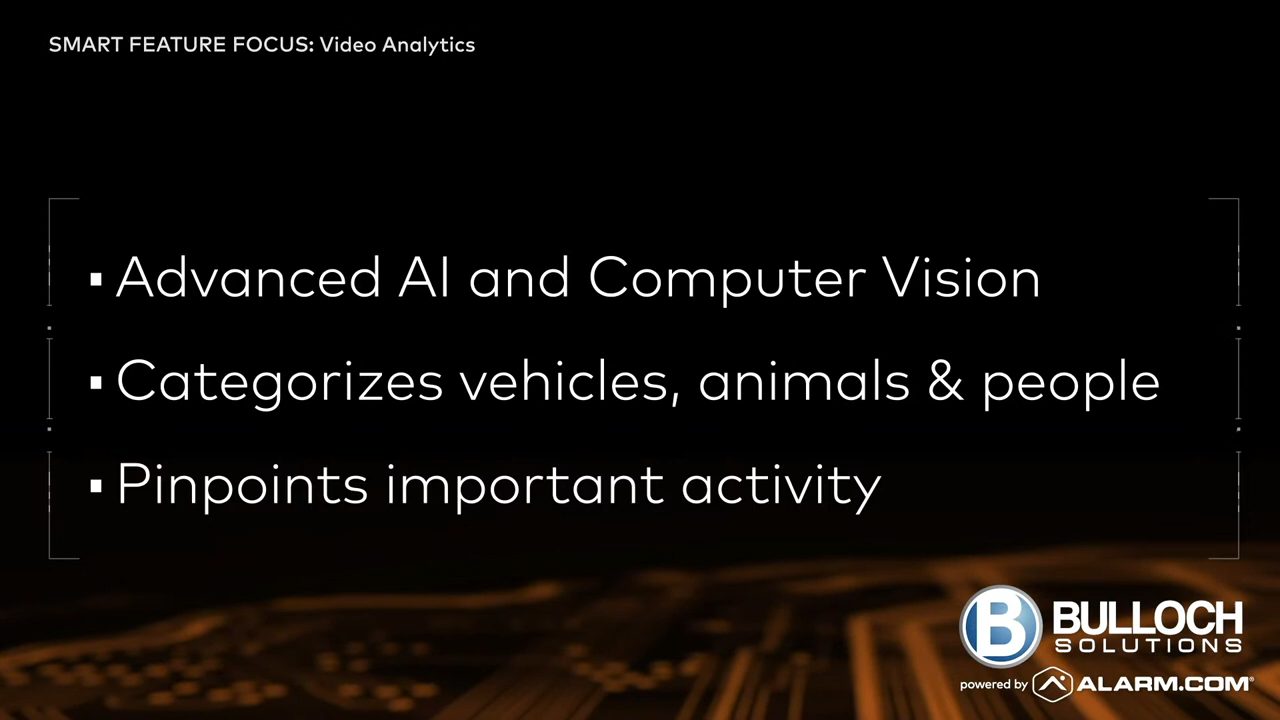 SMART FEATURE FOCUS: Video Analytics
▪ Advanced AI and Computer Vision
▪ Categorizes vehicles, animals & people
▪ Pinpoints important activity
B BULLOCH
SOLUTIONS
powered by ALARM.COM®